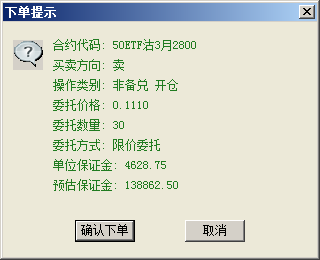 下单提示
合约代码: 50ETF沽3月2800
买卖方向: 卖
操作类别: 非备兑 开仓
委托价格: 0.1110
委托数量: 30
委托方式: 限价委托
单位保证金: 4628.75
预估保证金: 138862.50
确认下单 取消